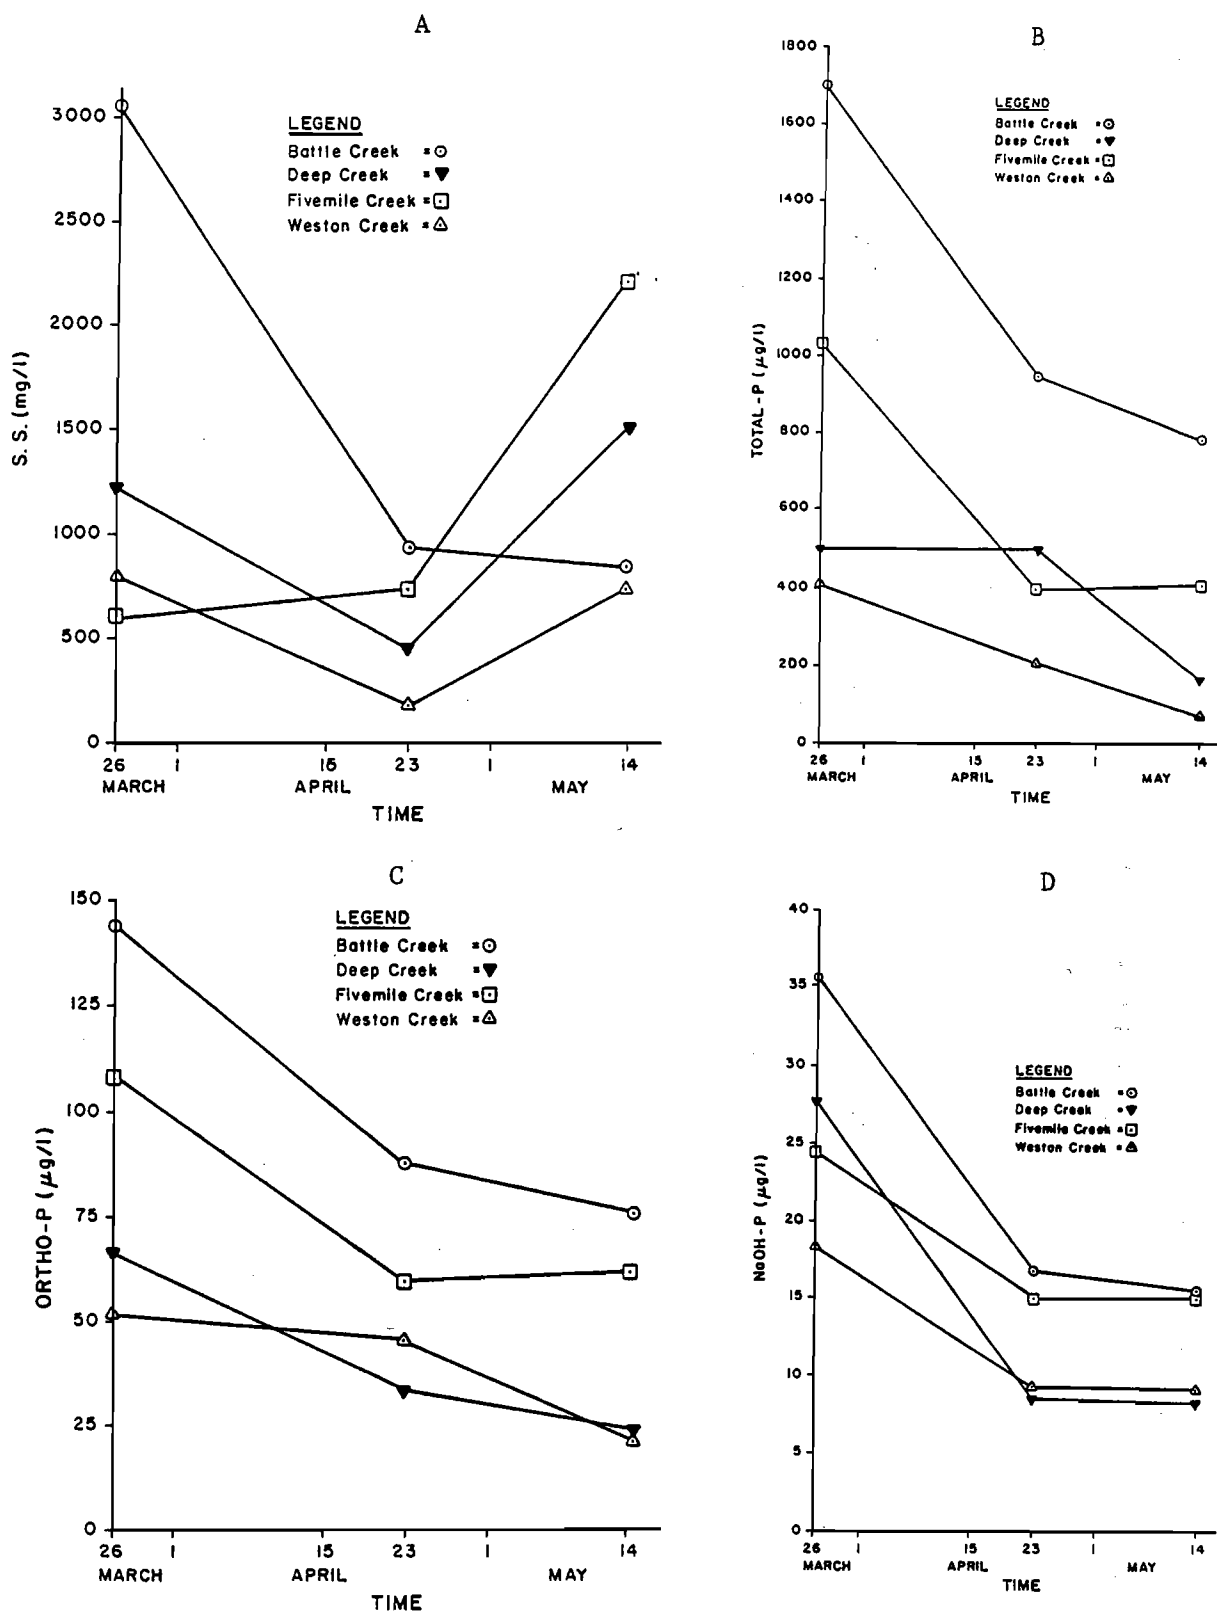 A
S. S. (mg/l)
3000
2500
2000
1500
1000
500
0
LEGEND
Battle Creek =
Deep Creek =
Fivemile Creek =
Weston Creek =
26 1 15 23 1 14
MARCH APRIL MAY
TIME
B
TOTAL-P (µg/l)
1800
1600
1400
1200
1000
800
600
400
200
0
LEGEND
Battle Creek =
Deep Creek =
Fivemile Creek =
Weston Creek =
26 1 15 23 1 14
MARCH APRIL MAY
TIME
C
ORTHO-P (µg/l)
150
125
100
75
50
25
0
LEGEND
Battle Creek =
Deep Creek =
Fivemile Creek =
Weston Creek =
26 1 15 23 1 14
MARCH APRIL MAY
TIME
D
NaOH-P (µg/l)
40
35
30
25
20
15
10
5
0
LEGEND
Battle Creek =
Deep Creek =
Fivemile Creek =
Weston Creek =
26 1 15 23 1 14
MARCH APRIL MAY
TIME